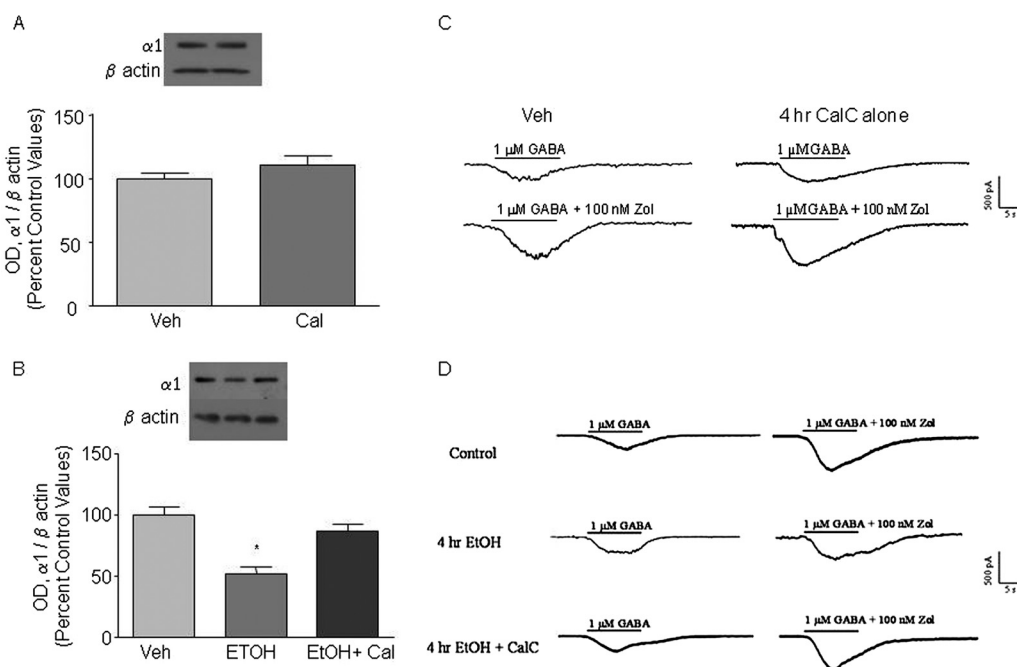 A
α1
β actin
OD, α1 / β actin
(Percent Control Values)
150
100
50
0
Veh
Cal
B
α1
β actin
OD, α1 / β actin
(Percent Control Values)
150
100
50
0
*
Veh
ETOH
EtOH+ Cal
C
Veh
4 hr CalC alone
1 µM GABA
1 µM GABA
1 µM GABA + 100 nM Zol
1 µM GABA + 100 nM Zol
500 pA
5 s
D
Control
1 µM GABA
1 µM GABA + 100 nM Zol
4 hr EtOH
1 µM GABA
1 µM GABA + 100 nM Zol
500 pA
5 s
4 hr EtOH + CalC
1 µM GABA
1 µM GABA + 100 nM Zol